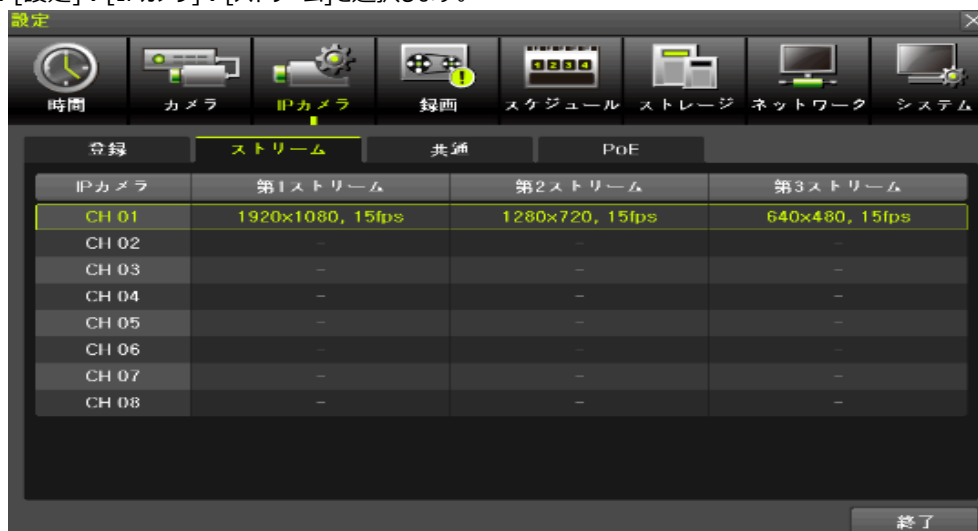 設定
時間 カメラ IPカメラ 録画 スケジュール ストレージ ネットワーク システム
登録 ストリーム 共通 PoE
IPカメラ 第1ストリーム 第2ストリーム 第3ストリーム
CH 01 1920x1080, 15fps 1280x720, 15fps 640x480, 15fps
CH 02 - - -
CH 03 - - -
CH 04 - - -
CH 05 - - -
CH 06 - - -
CH 07 - - -
CH 08 - - -
終了